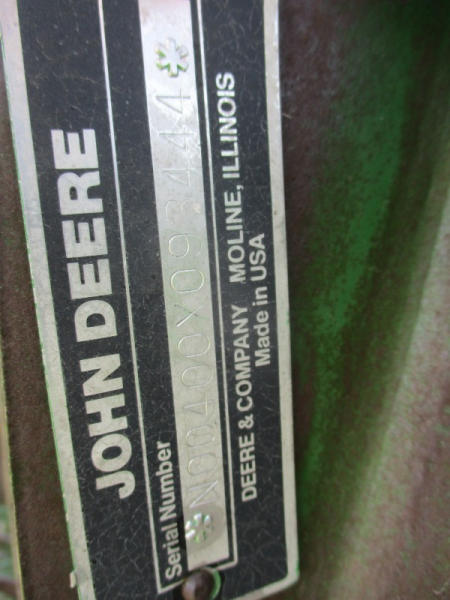 JOHN DEERE
Serial Number
*N00400X093444*
DEERE & COMPANY MOLINE, ILLINOIS
Made in USA